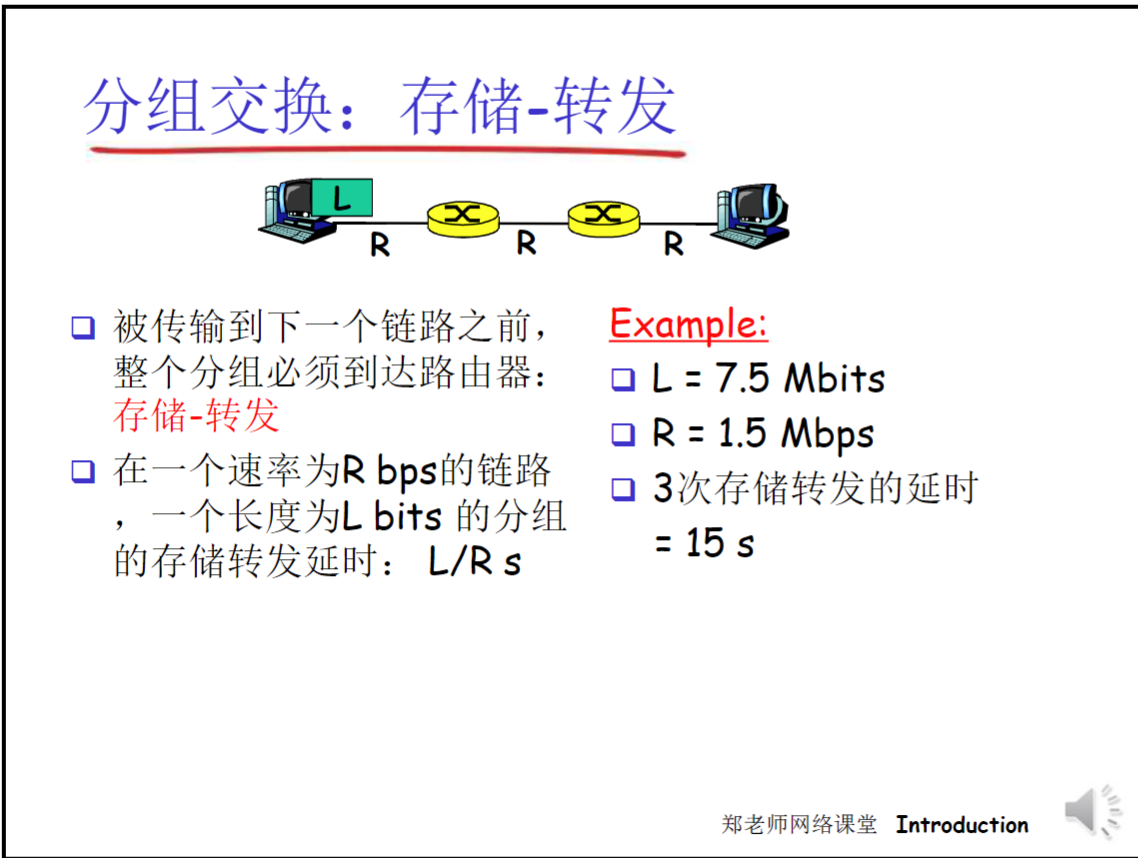 分组交换：存储-转发
L
R
R
R
被传输到下一个链路之前，
整个分组必须到达路由器：
存储-转发
在一个速率为R bps的链路
，一个长度为L bits 的分组
的存储转发延时： L/R s
Example:
L = 7.5 Mbits
R = 1.5 Mbps
3次存储转发的延时
= 15 s
郑老师网络课堂 Introduction